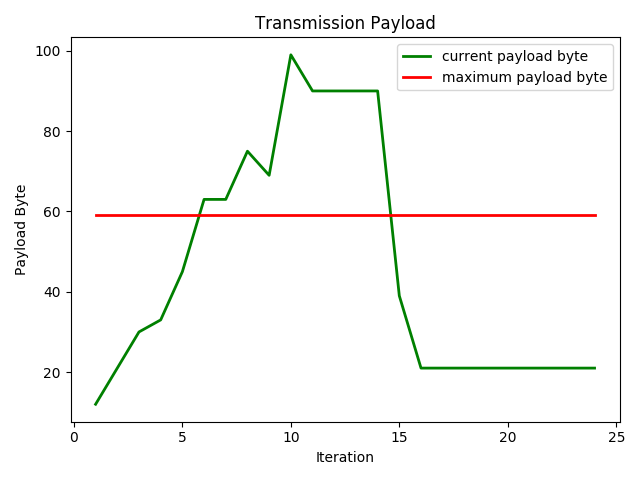 Transmission Payload
current payload byte
maximum payload byte
Payload Byte
100
80
60
40
20
0 5 10 15 20 25
Iteration